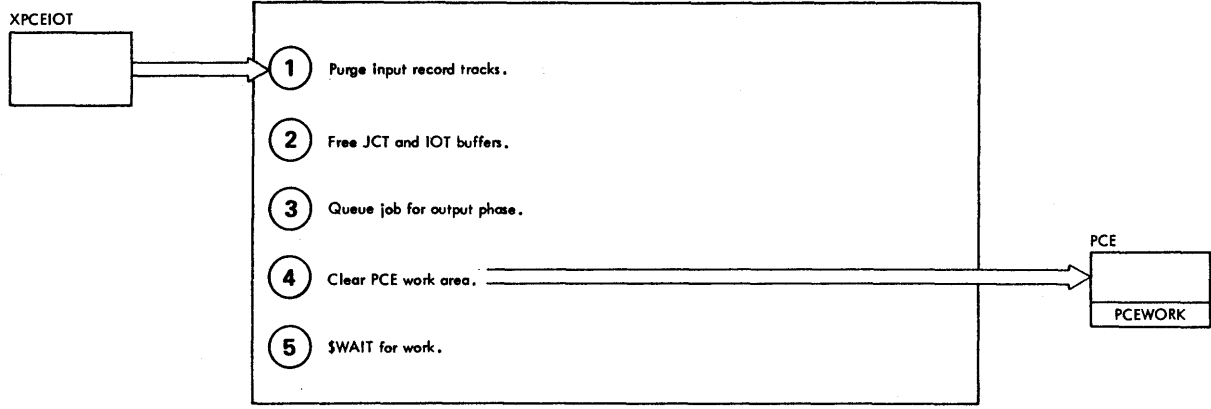 XPCEIOT
1 Purge input record tracks.
2 Free JCT and IOT buffers.
3 Queue job for output phase.
4 Clear PCE work area.
5 $WAIT for work.
PCE
PCEWORK